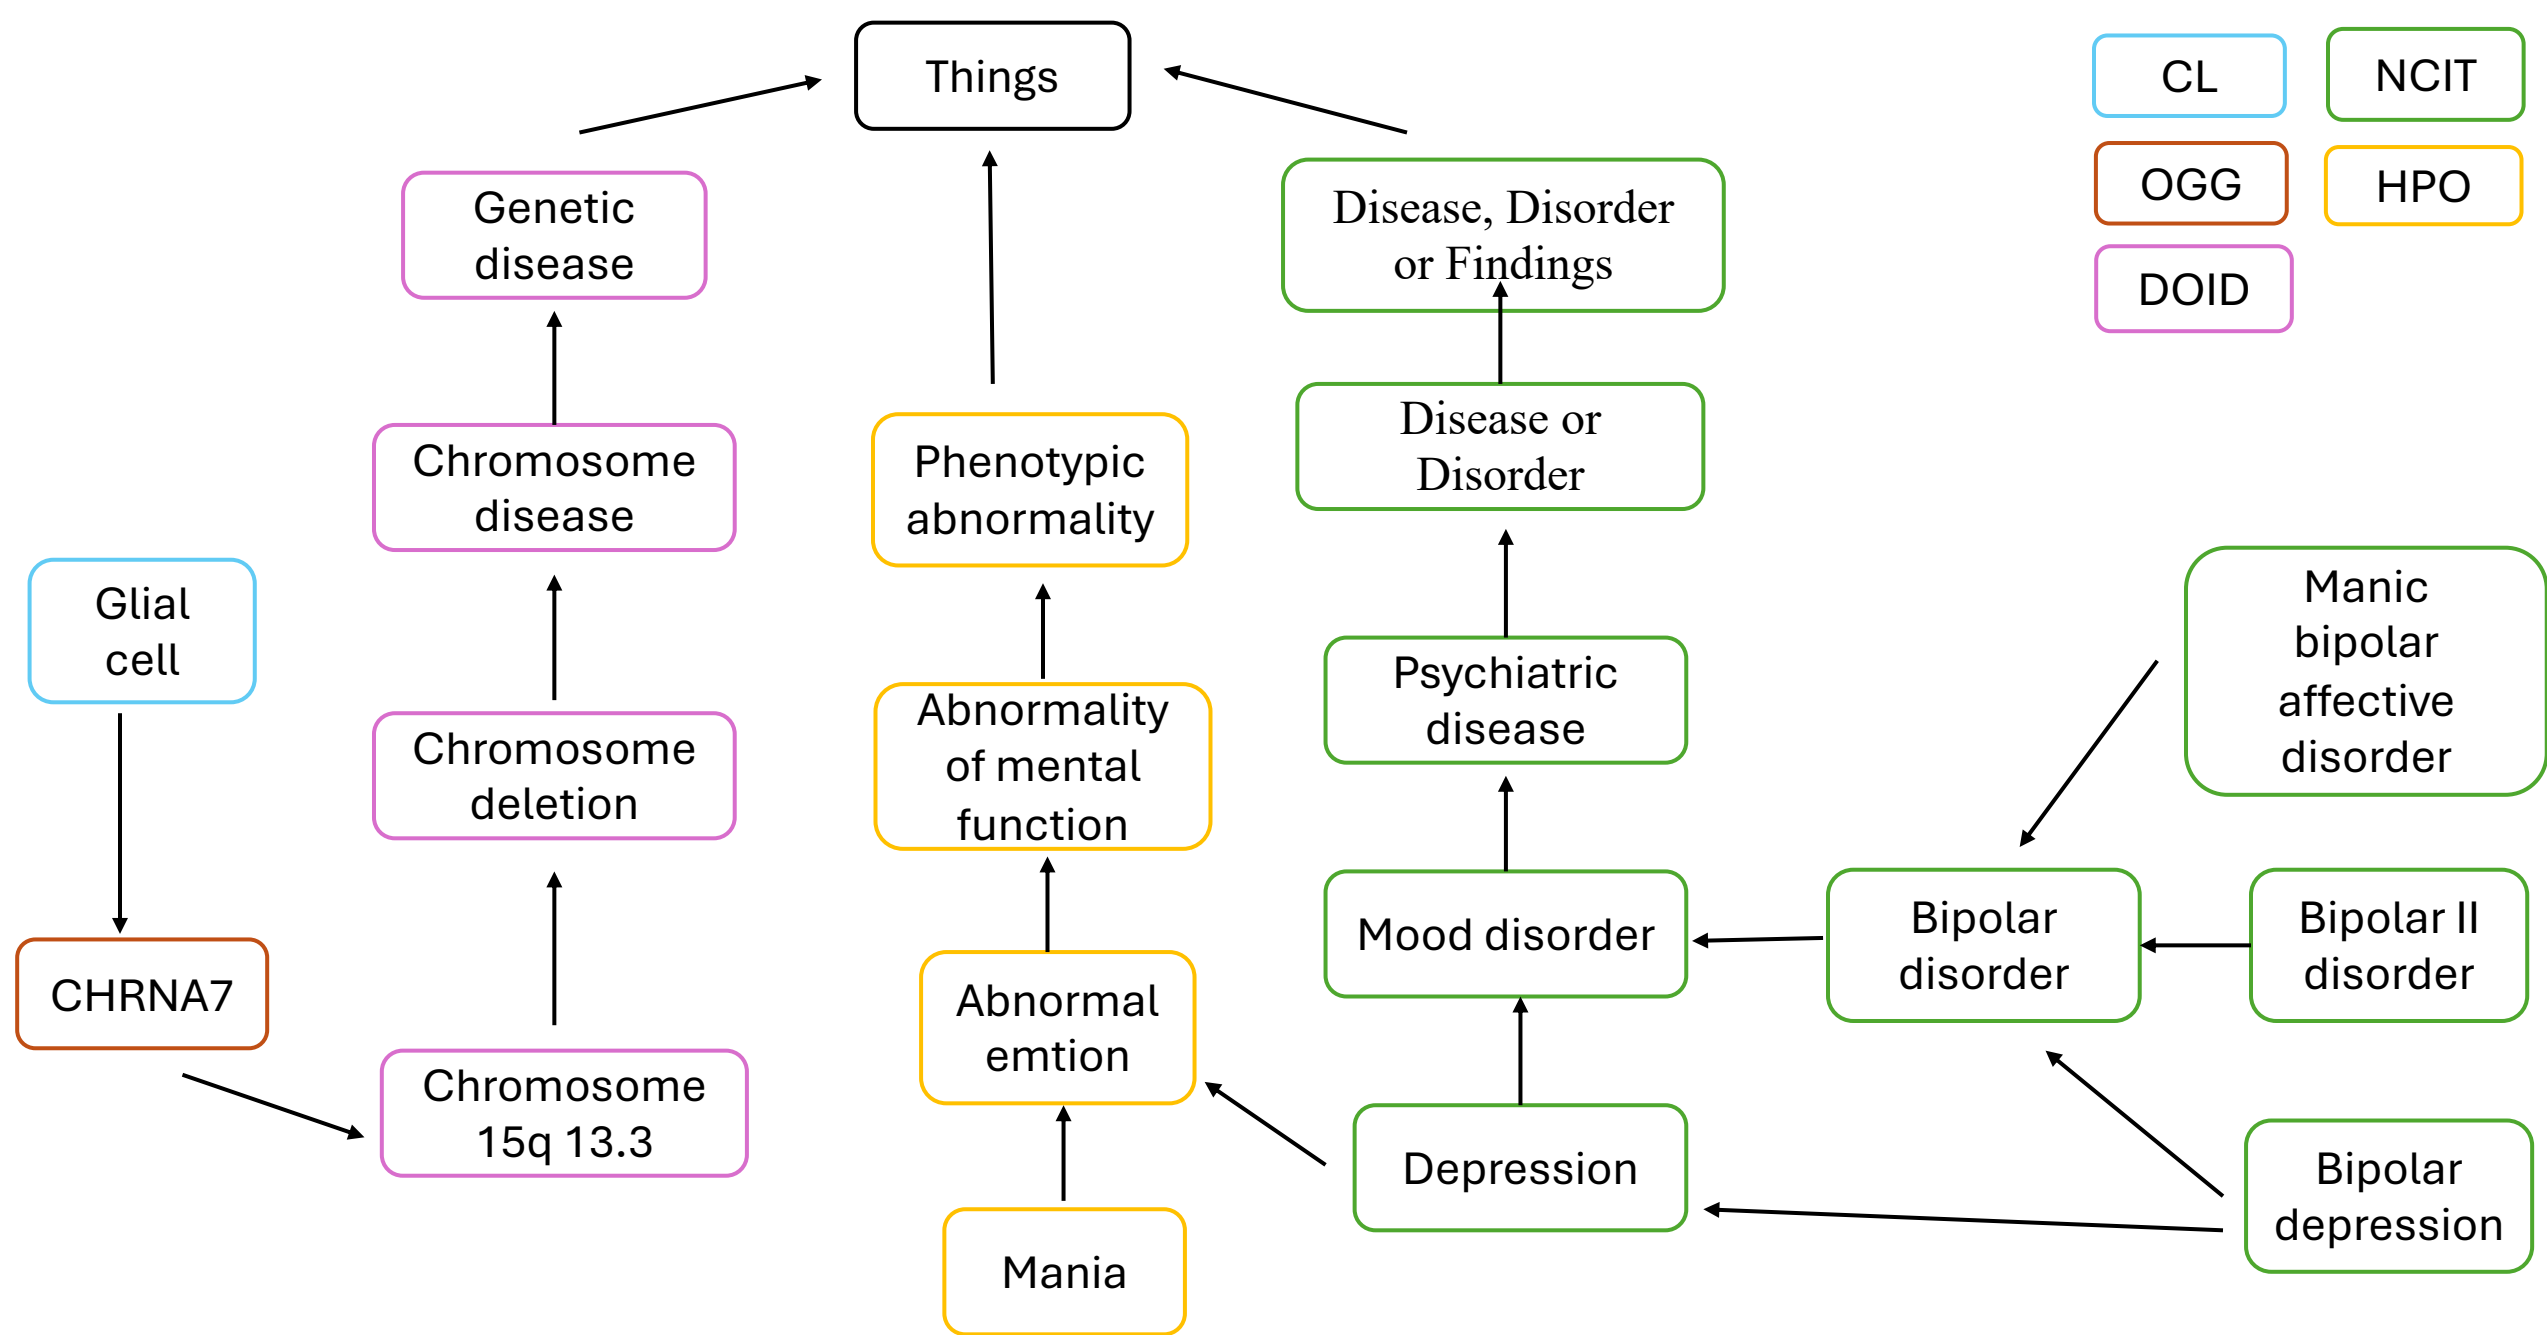 Things
CL
NCIT
OGG
HPO
DOID
Genetic
disease
Disease, Disorder
or Findings
Chromosome
disease
Phenotypic
abnormality
Disease or
Disorder
Glial
cell
Chromosome
deletion
Abnormality
of mental
function
Psychiatric
disease
Manic
bipolar
affective
disorder
CHRNA7
Abnormal
emtion
Mood disorder
Bipolar
disorder
Bipolar II
disorder
Chromosome
15q 13.3
Mania
Depression
Bipolar
depression